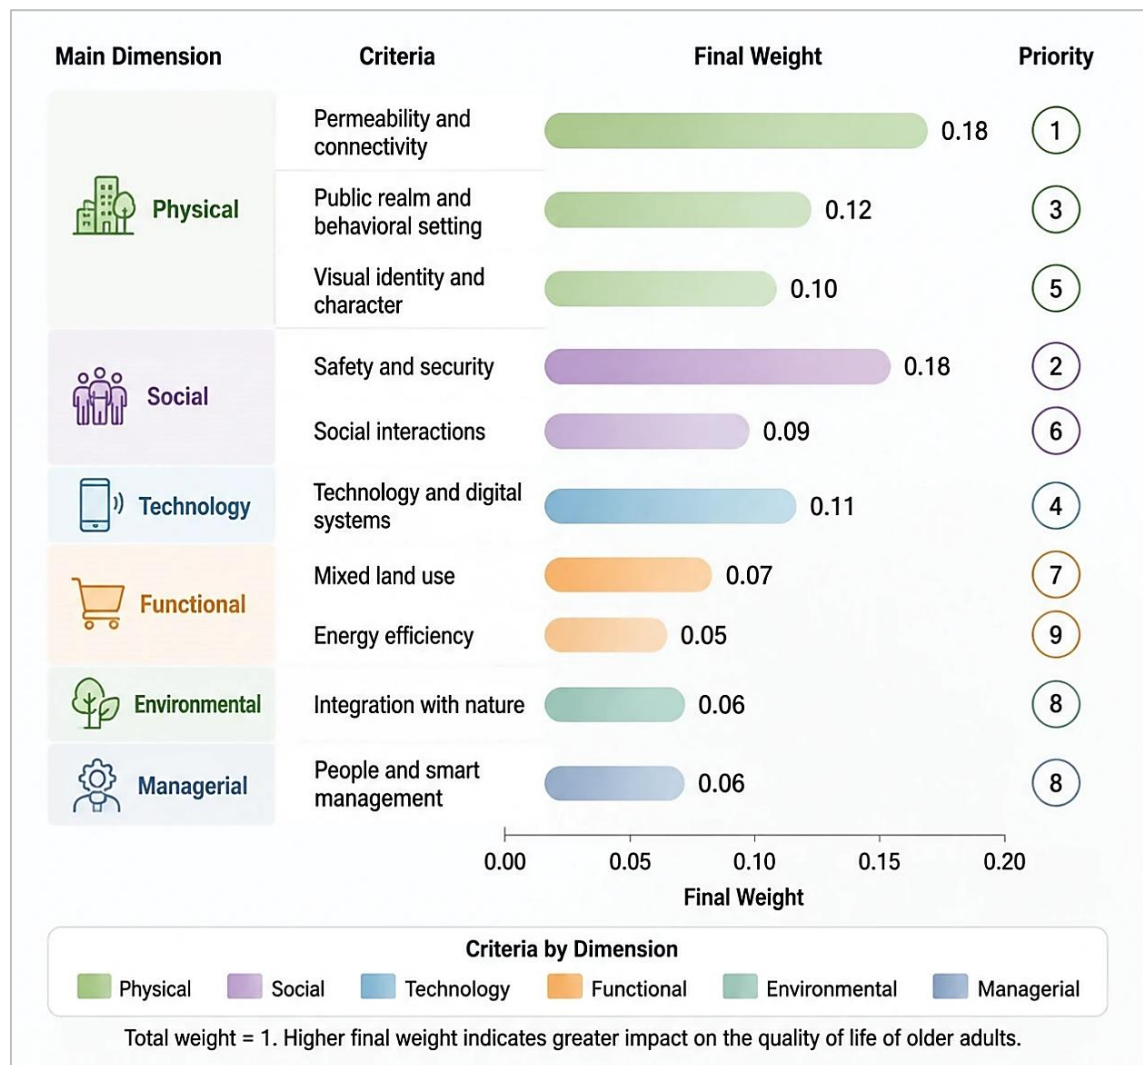 Main Dimension Criteria Final Weight Priority
Physical
Permeability and
connectivity
0.18 1
Public realm and
behavioral setting
0.12 3
Visual identity and
character
0.10 5
Social
Safety and security 0.18 2
Social interactions 0.09 6
Technology
Technology and digital
systems
0.11 4
Functional
Mixed land use 0.07 7
Energy efficiency 0.05 9
Environmental
Integration with nature 0.06 8
Managerial
People and smart
management
0.06 8
0.00 0.05 0.10 0.15 0.20
Final Weight
Criteria by Dimension
Physical Social Technology Functional Environmental Managerial
Total weight = 1. Higher final weight indicates greater impact on the quality of life of older adults.